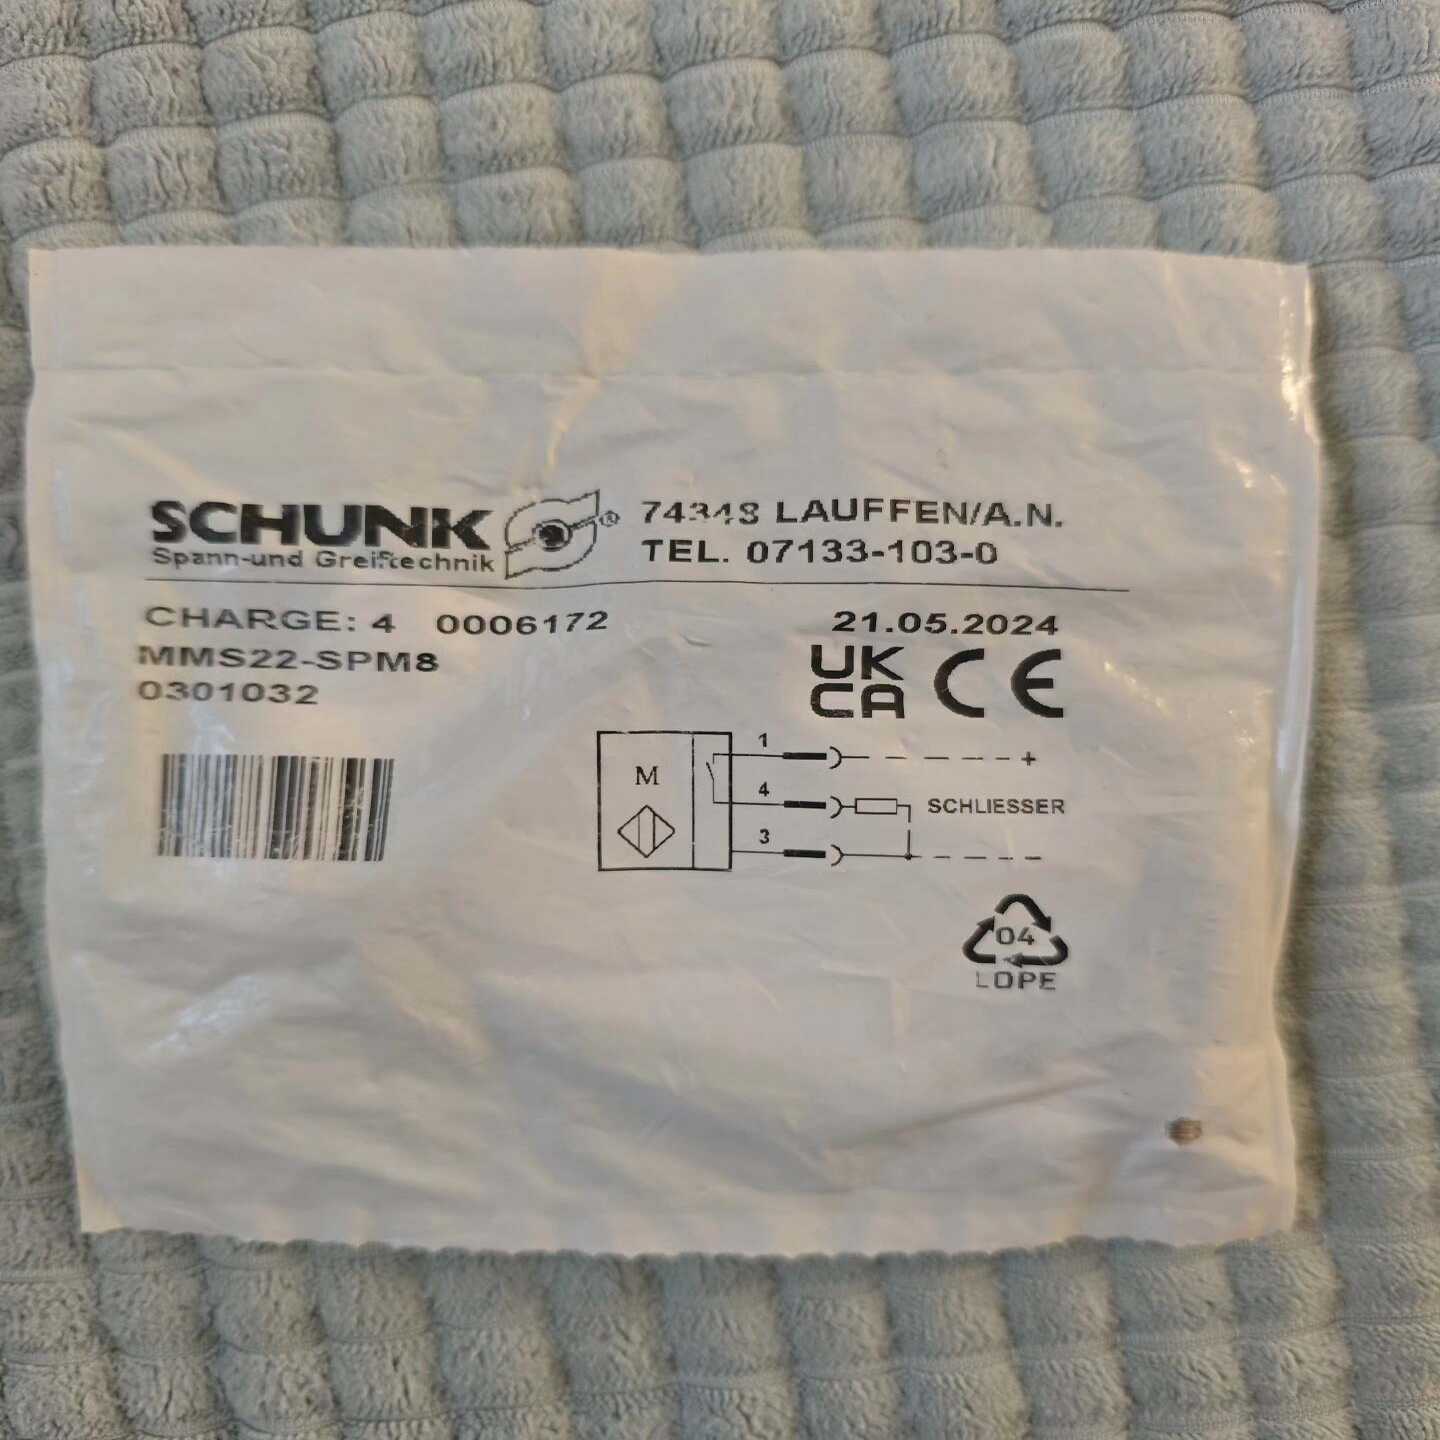 SCHUNK ® 74348 LAUFFEN/A.N.
Spann-und Greiftechnik TEL. 07133-103-0
CHARGE: 4 0006172 21.05.2024
MMS22-SPM8 UK CA CE
0301032
1 +
M
4 SCHLIESSER
3 -
04
LDPE